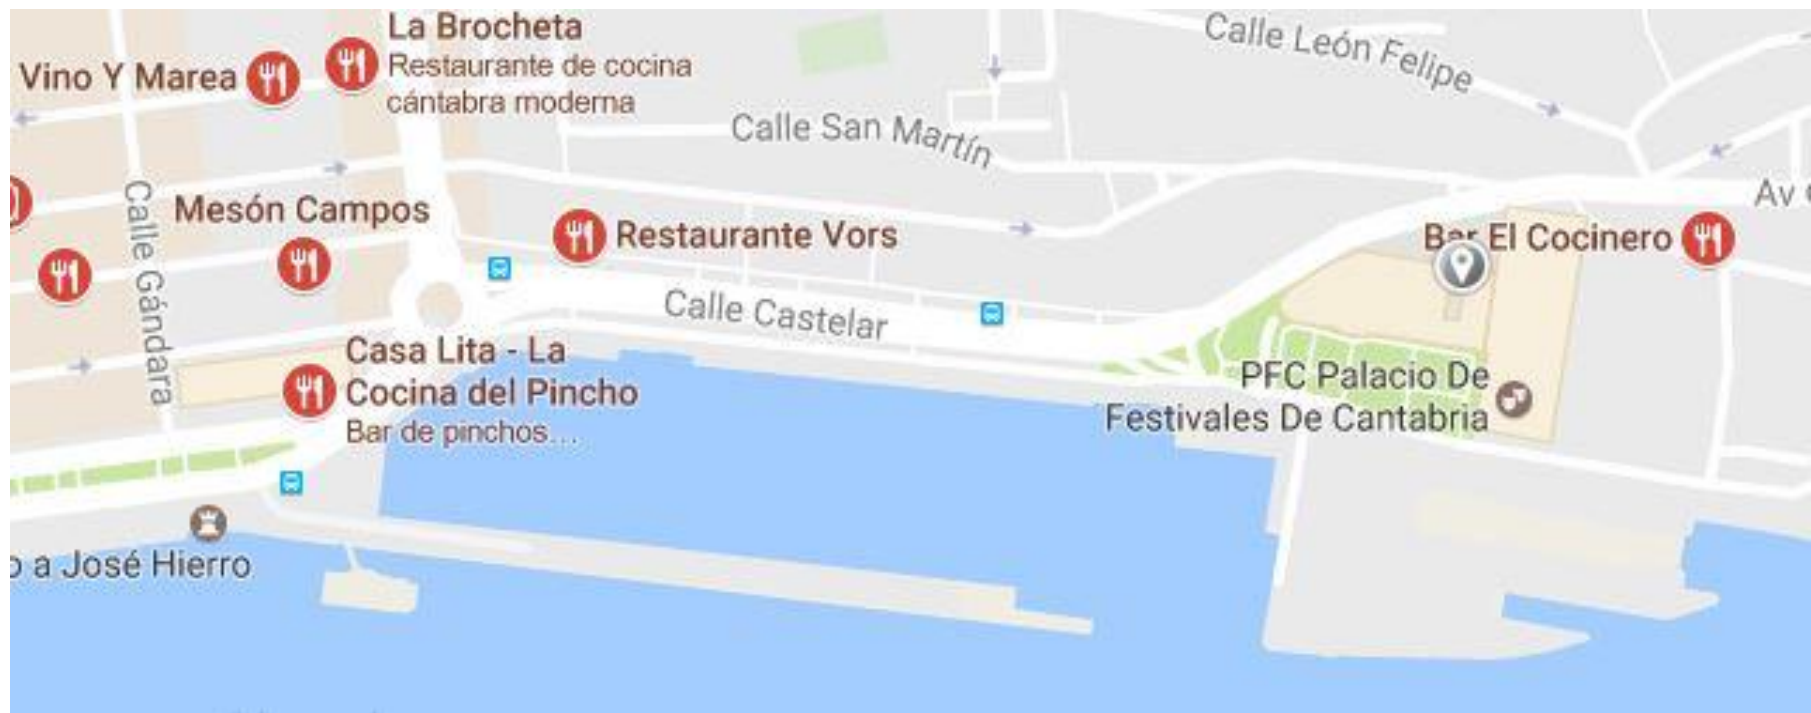 La Brocheta
Restaurante de cocina
cántabra moderna
Vino Y Marea
Calle León Felipe
Calle San Martín
Calle Gándara
Mesón Campos
Restaurante Vors
Av
Bar El Cocinero
Calle Castelar
Casa Lita - La
Cocina del Pincho
Bar de pinchos...
PFC Palacio De
Festivales De Cantabria
o a José Hierro